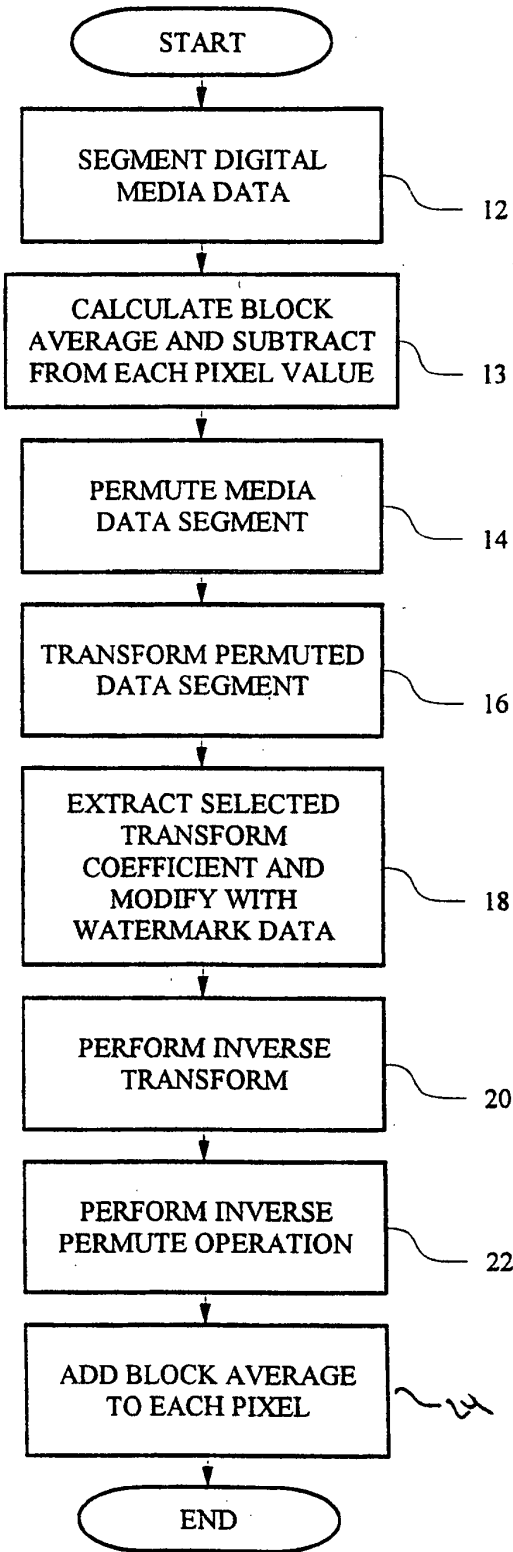 START
SEGMENT DIGITAL
MEDIA DATA
12
CALCULATE BLOCK
AVERAGE AND SUBTRACT
FROM EACH PIXEL VALUE
13
PERMUTE MEDIA
DATA SEGMENT
14
TRANSFORM PERMUTED
DATA SEGMENT
16
EXTRACT SELECTED
TRANSFORM
COEFFICIENT AND
MODIFY WITH
WATERMARK DATA
18
PERFORM INVERSE
TRANSFORM
20
PERFORM INVERSE
PERMUTE OPERATION
22
ADD BLOCK AVERAGE
TO EACH PIXEL
24
END